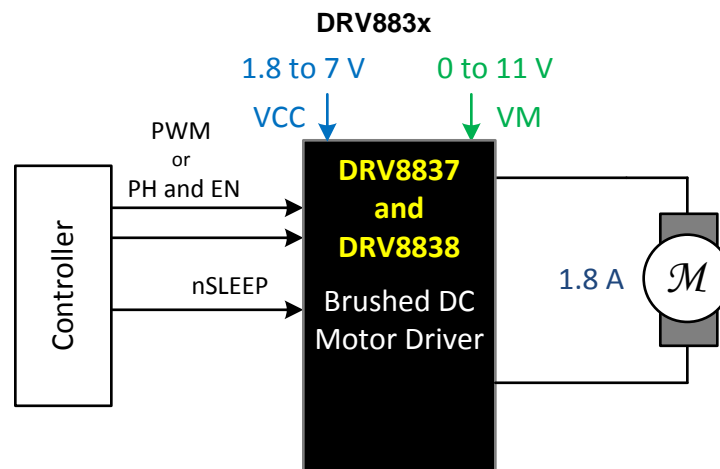 DRV883x
1.8 to 7 V
0 to 11 V
VCC
VM
PWM
or
PH and EN
nSLEEP
Controller
DRV8837
and
DRV8838
Brushed DC
Motor Driver
1.8 A
M